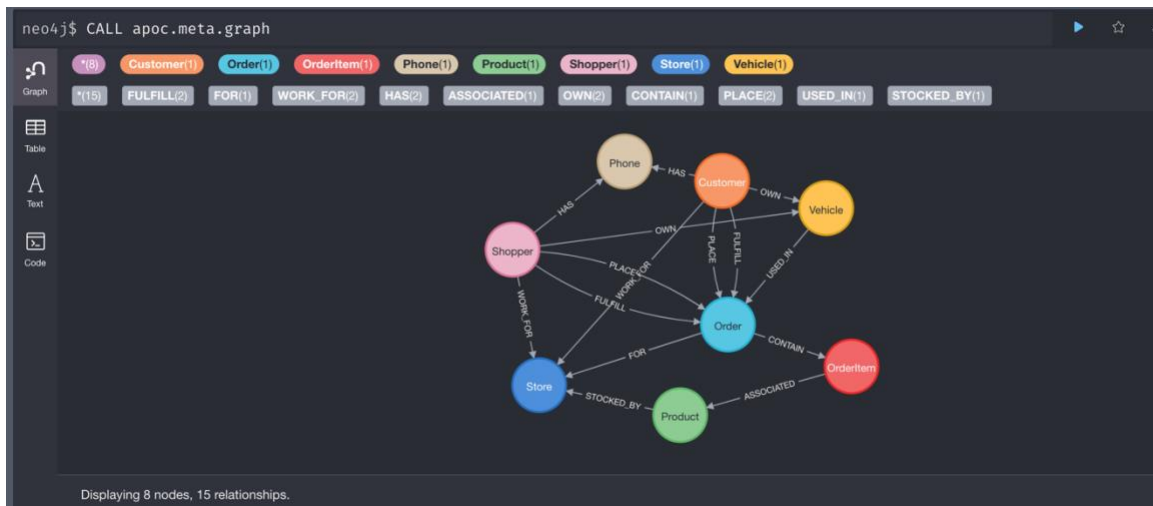 neo4j$ CALL apoc.meta.graph
*(8) Customer(1) Order(1) OrderItem(1) Phone(1) Product(1) Shopper(1) Store(1) Vehicle(1)
*(15) FULFILL(2) FOR(1) WORK_FOR(2) HAS(2) ASSOCIATED(1) OWN(2) CONTAIN(1) PLACE(2) USED_IN(1) STOCKED_BY(1)
Graph
Table
Text
Code
Phone
HAS
Customer
OWN
Vehicle
HAS
OWN
Shopper
PLACE
FULFILL
USED_IN
PLACE
WORK_FOR
FULFILL
WORK_FOR
Order
CONTAIN
FOR
OrderItem
Store
STOCKED_BY
ASSOCIATED
Product
Displaying 8 nodes, 15 relationships.